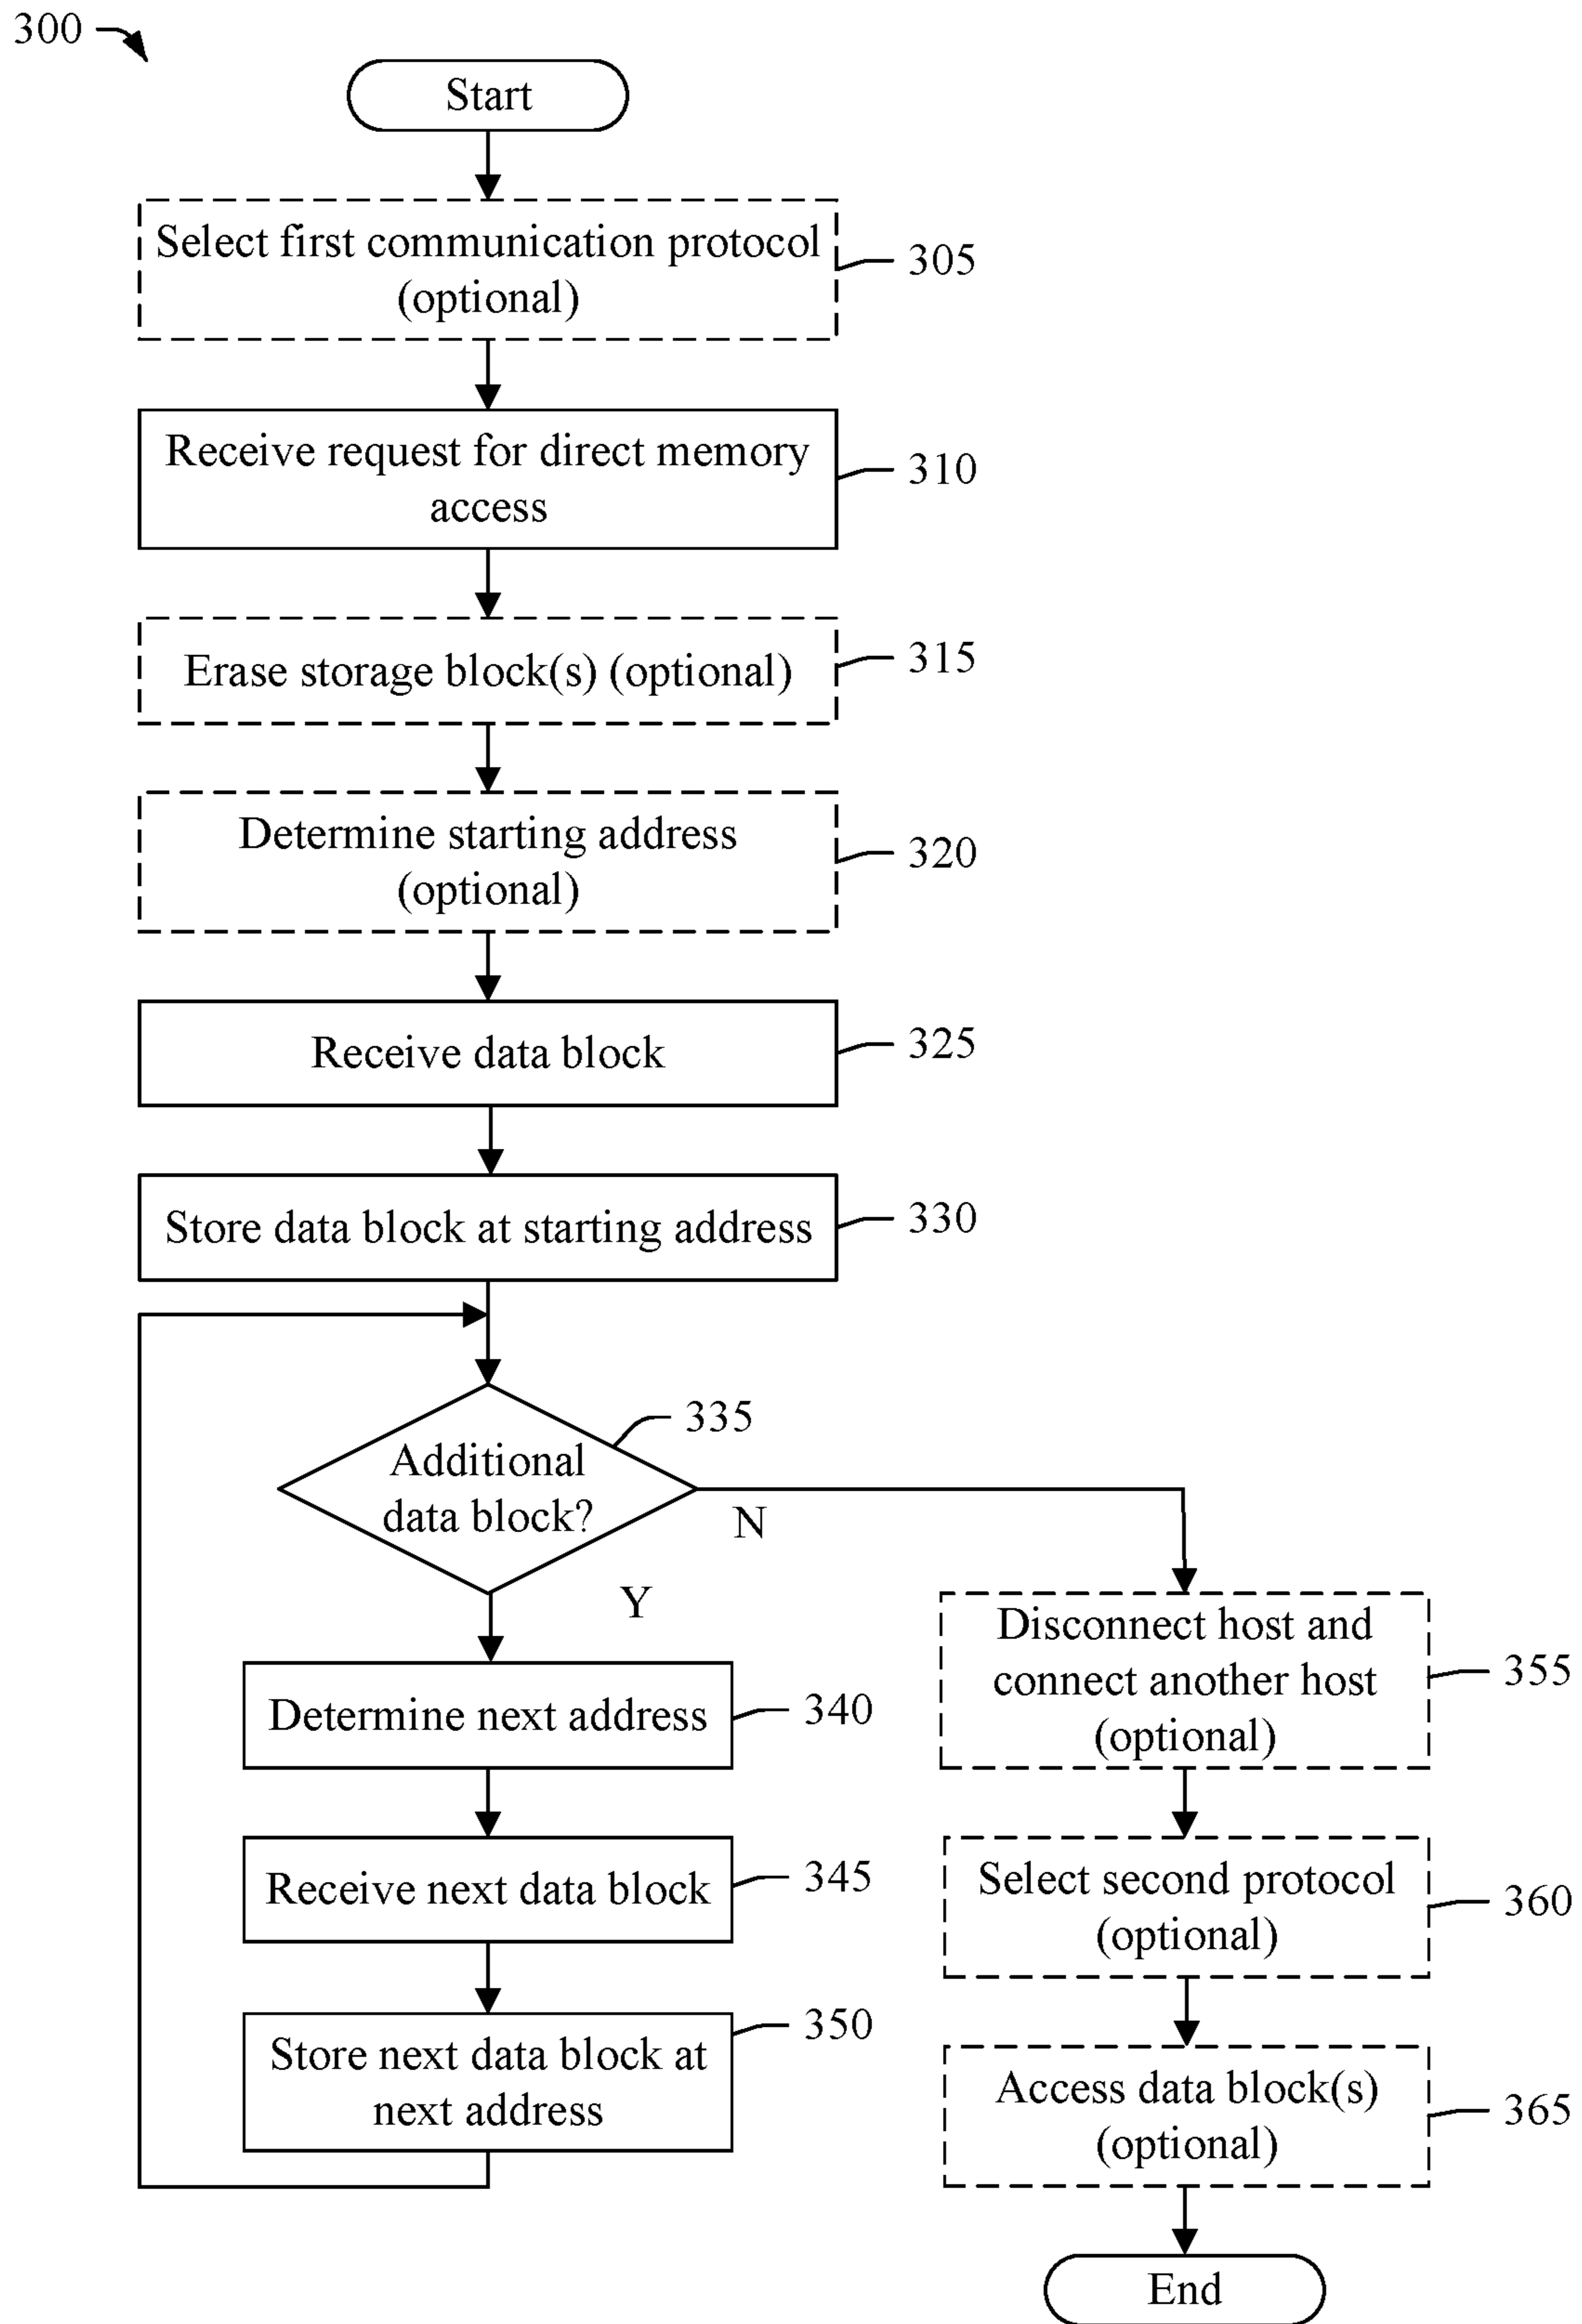 300
Start
Select first communication protocol
(optional)
305
Receive request for direct memory
access
310
Erase storage block(s) (optional)
315
Determine starting address
(optional)
320
Receive data block
325
Store data block at starting address
330
Additional
data block?
335
N
Y
Determine next address
340
Receive next data block
345
Store next data block at
next address
350
Disconnect host and
connect another host
(optional)
355
Select second protocol
(optional)
360
Access data block(s)
(optional)
365
End